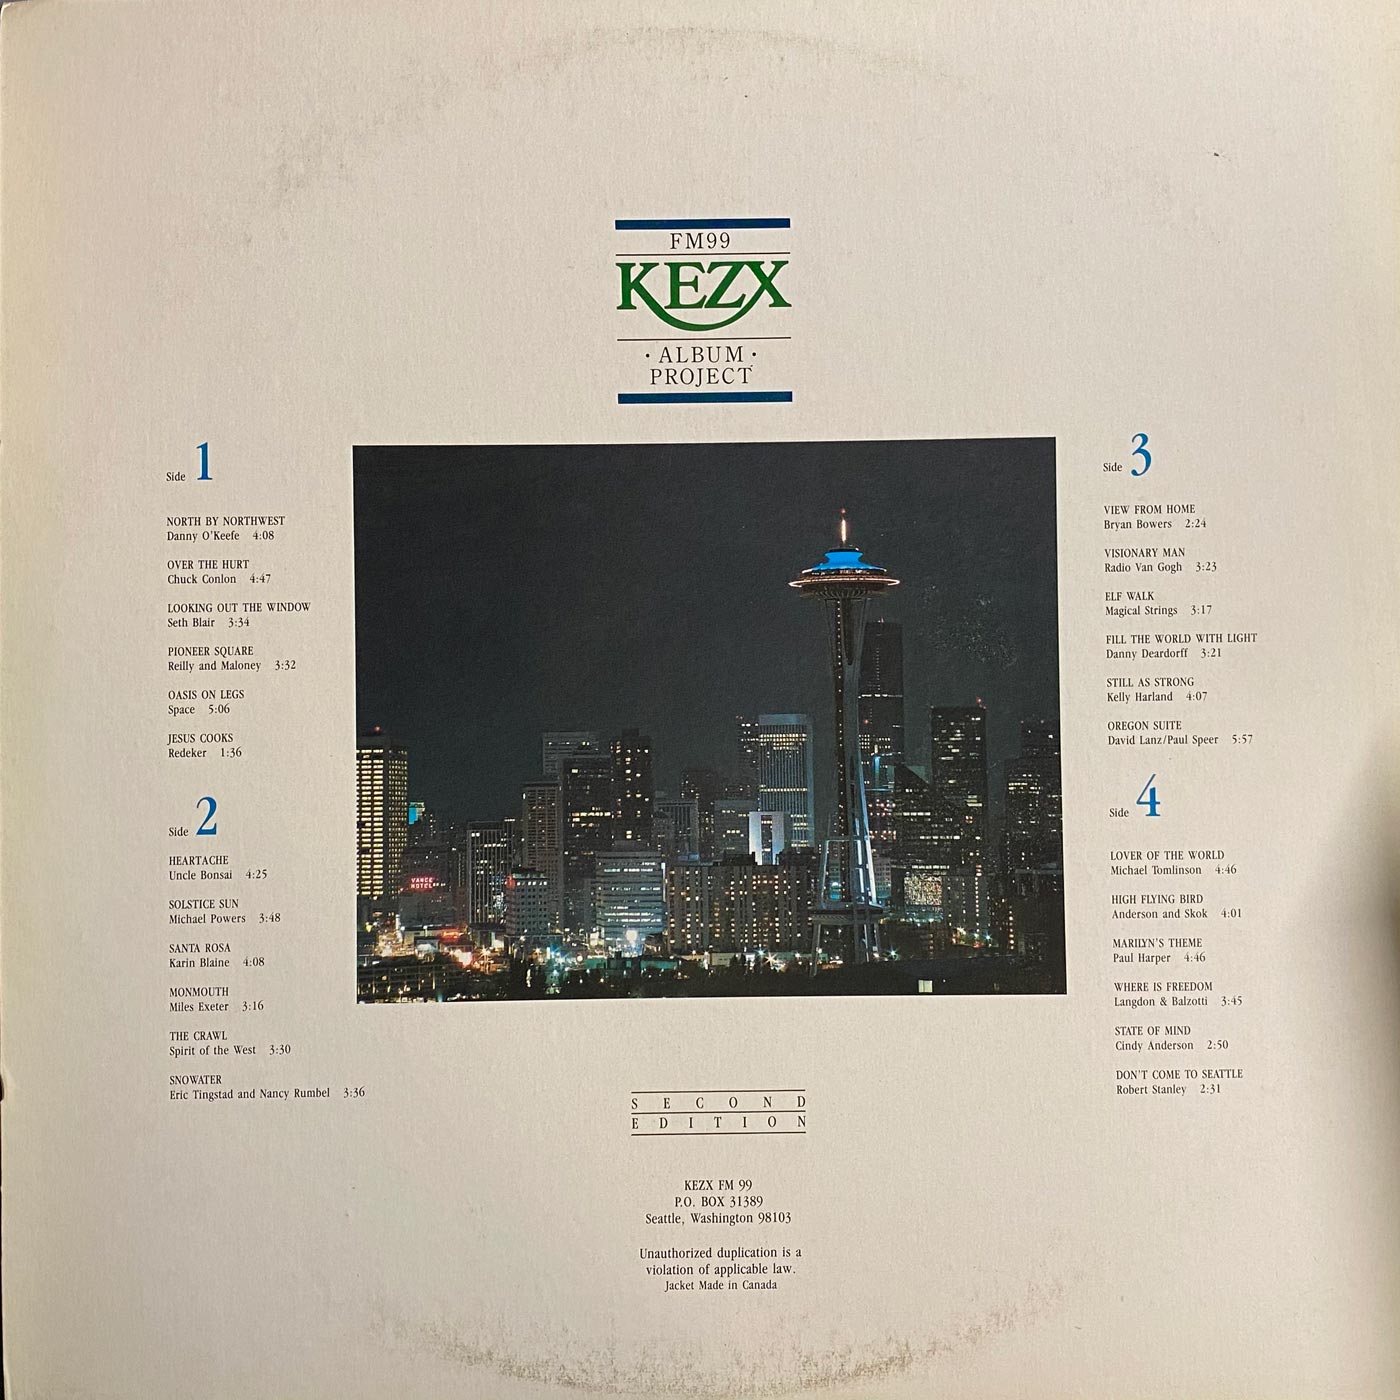 FM99
KEZX
· ALBUM ·
PROJECT
Side 1
NORTH BY NORTHWEST
Danny O'Keefe 4:08
OVER THE HURT
Chuck Conlon 4:47
LOOKING OUT THE WINDOW
Seth Blair 3:34
PIONEER SQUARE
Reilly and Maloney 3:32
OASIS ON LEGS
Space 5:06
JESUS COOKS
Redeker 1:36
Side 2
HEARTACHE
Uncle Bonsai 4:25
SOLSTICE SUN
Michael Powers 3:48
SANTA ROSA
Karin Blaine 4:08
MONMOUTH
Miles Exeter 3:16
THE CRAWL
Spirit of the West 3:30
SNOWATER
Eric Tingstad and Nancy Rumbel 3:36
VANCE
HOTEL
Side 3
VIEW FROM HOME
Bryan Bowers 2:24
VISIONARY MAN
Radio Van Gogh 3:23
ELF WALK
Magical Strings 3:17
FILL THE WORLD WITH LIGHT
Danny Deardorff 3:21
STILL AS STRONG
Kelly Harland 4:07
OREGON SUITE
David Lanz/Paul Speer 5:57
Side 4
LOVER OF THE WORLD
Michael Tomlinson 4:46
HIGH FLYING BIRD
Anderson and Skok 4:01
MARILYN'S THEME
Paul Harper 4:46
WHERE IS FREEDOM
Langdon & Balzotti 3:45
STATE OF MIND
Cindy Anderson 2:50
DON'T COME TO SEATTLE
Robert Stanley 2:31
SECOND
EDITION
KEZX FM 99
P.O. BOX 31389
Seattle, Washington 98103
Unauthorized duplication is a
violation of applicable law.
Jacket Made in Canada